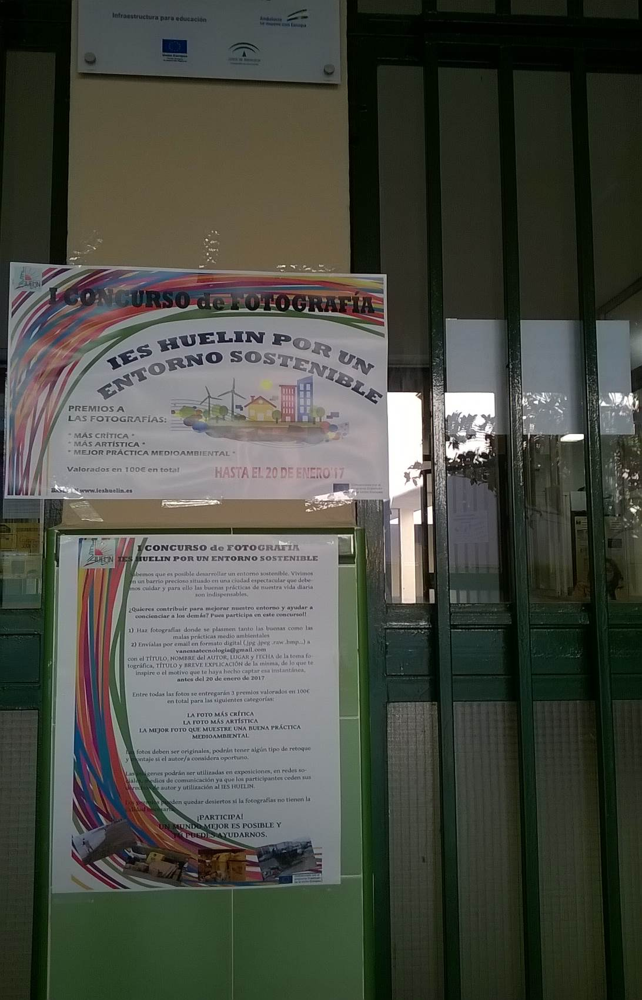 Infraestructura para educación
Andalucía
se mueve con Europa
Unión Europea
JUNTA DE ANDALUCIA
HUELIN
I CONCURSO de FOTOGRAFÍA
IES HUELIN POR UN
ENTORNO SOSTENIBLE
PREMIOS A
LAS FOTOGRAFÍAS:
* MÁS CRÍTICA *
* MÁS ARTÍSTICA *
* MEJOR PRÁCTICA MEDIOAMBIENTAL *
Valorados en 100€ en total
HASTA EL 20 DE ENERO'17
www.ieshuelin.es
HUELIN
I CONCURSO de FOTOGRAFÍA
IES HUELIN POR UN ENTORNO SOSTENIBLE
Sabemos que es posible desarrollar un entorno sostenible. Vivimos
en un barrio precioso situado en una ciudad espectacular que debe-
mos cuidar y para ello las buenas prácticas de nuestra vida diaria
son indispensables.
¿Quieres contribuir para mejorar nuestro entorno y ayudar a
concienciar a los demás? Pues participa en este concurso!!
1) Haz fotografías donde se plasmen tanto las buenas como las
malas prácticas medio ambientales
2) Envíalas por email en formato digital (.jpg .jpeg .raw .bmp...) a
vanessatecnologia@gmail.com
con el TÍTULO, NOMBRE del AUTOR, LUGAR y FECHA de la toma fo-
tográfica, TÍTULO y BREVE EXPLICACIÓN de la misma, de lo que te
inspire o el motivo que te haya hecho captar esa instantánea,
antes del 20 de enero de 2017
Entre todas las fotos se entregarán 3 premios valorados en 100€
en total para las siguientes categorías:
LA FOTO MÁS CRÍTICA
LA FOTO MÁS ARTÍSTICA
LA MEJOR FOTO QUE MUESTRE UNA BUENA PRÁCTICA
MEDIOAMBIENTAL
Las fotos deben ser originales, podrán tener algún tipo de retoque
y montaje si el autor/a considera oportuno.
Las imágenes podrán ser utilizadas en exposiciones, en redes so-
ciales, medios de comunicación ya que los participantes ceden sus
derechos de autor y utilización al IES HUELIN.
Los premios pueden quedar desiertos si la fotografías no tienen la
calidad necesaria
¡PARTICIPA!
UN MUNDO MEJOR ES POSIBLE Y
TÚ PUEDES AYUDARNOS.